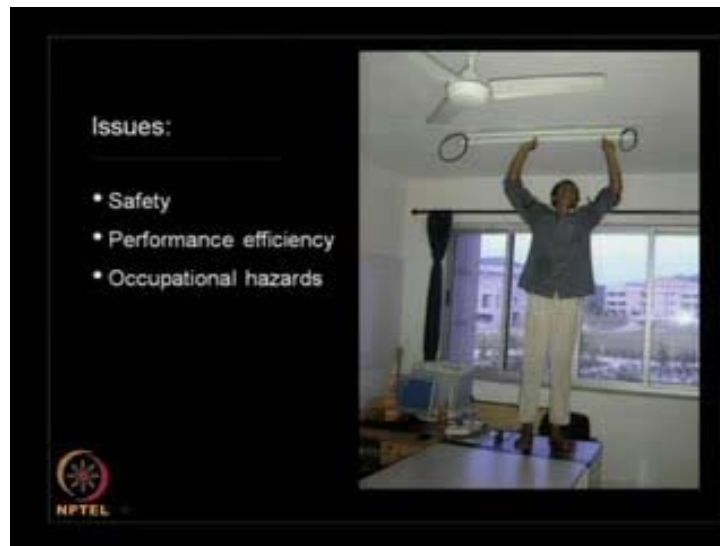 Issues:
• Safety
• Performance efficiency
• Occupational hazards
NPTEL